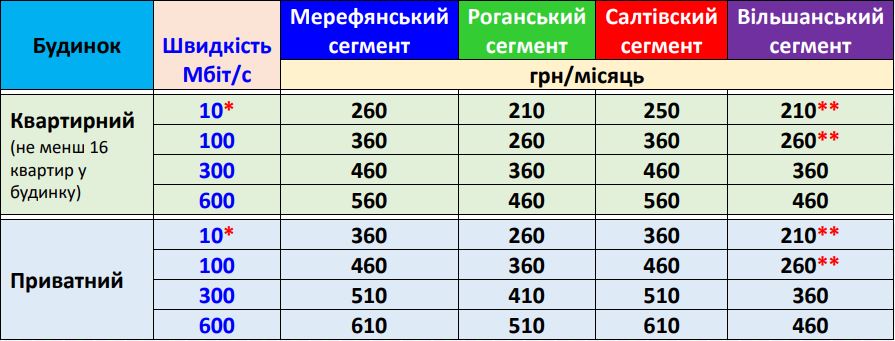 Будинок
Швидкість
Мбіт/с
Мерефянський
сегмент
Роганський
сегмент
Салтівский
сегмент
Вільшанський
сегмент
грн/місяць
Квартирний
(не менш 16
квартир у
будинку)
10* 260 210 250 210**
100 360 260 360 260**
300 460 360 460 360
600 560 460 560 460
Приватний
10* 360 260 360 210**
100 460 360 460 260**
300 510 410 510 360
600 610 510 610 460